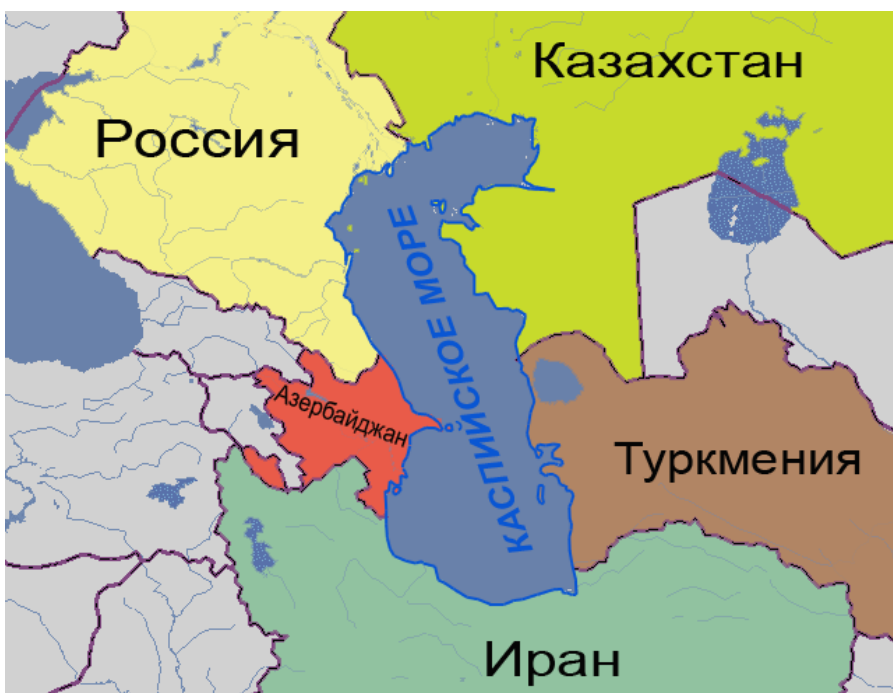 Казахстан
Россия
КАСПИЙСКОЕ МОРЕ
Азербайджан
Туркмения
Иран